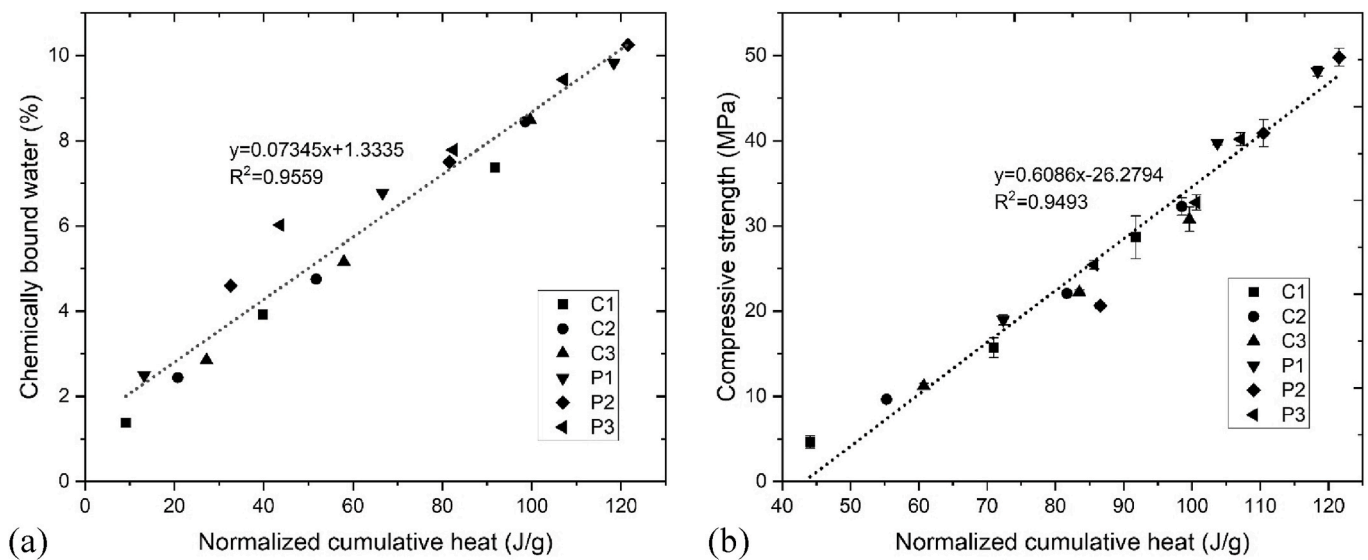 Chemically bound water (%)
10
8
6
4
2
0
y=0.07345x+1.3335
R²=0.9559
C1
C2
C3
P1
P2
P3
0 20 40 60 80 100 120
Normalized cumulative heat (J/g)
(a)
Compressive strength (MPa)
50
40
30
20
10
0
y=0.6086x-26.2794
R²=0.9493
C1
C2
C3
P1
P2
P3
40 50 60 70 80 90 100 110 120
Normalized cumulative heat (J/g)
(b)